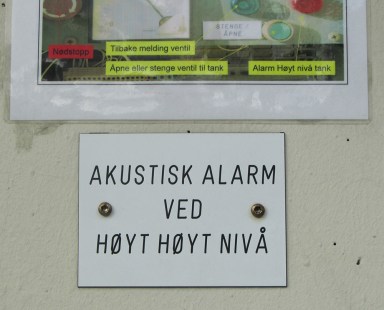 STENGE-
ÅPNE
Nødstopp Tilbake melding ventil
Åpne eller stenge ventil til tank Alarm Høyt nivå tank
AKUSTISK ALARM
VED
HØYT HØYT NIVÅ